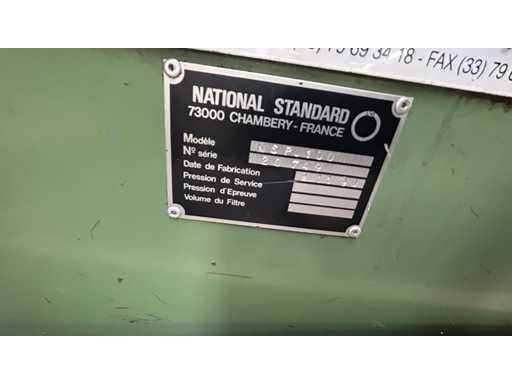 69 34 18 - FAX (33) 79
NATIONAL STANDARD
73000 CHAMBERY - FRANCE
Modèle
N° série
Date de Fabrication
Pression de Service
Pression d'Epreuve
Volume du Filtre